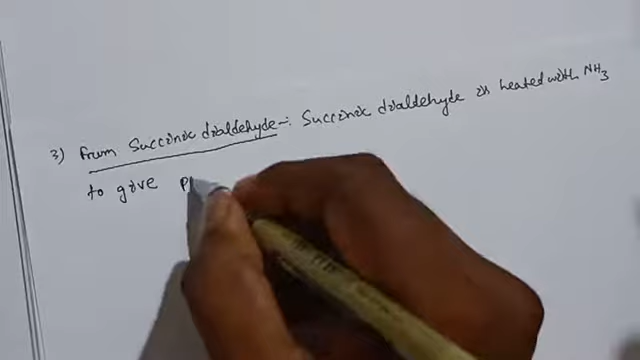 3) From Succinic dialdehyde-: Succinic dialdehyde is heated with NH3
to give